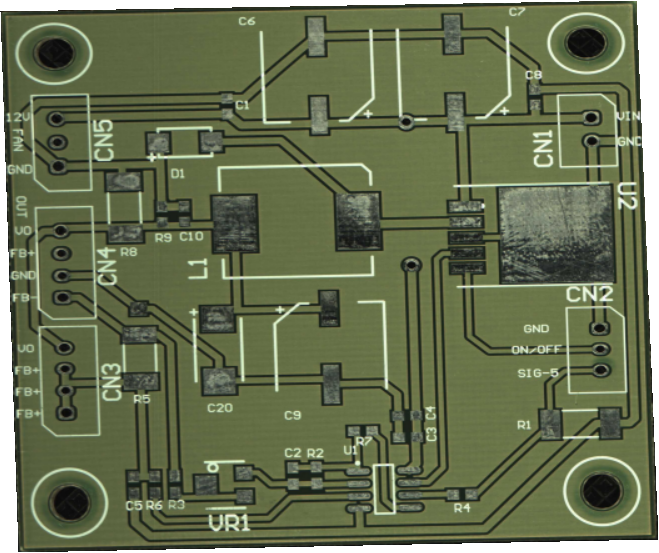 C6
C7
C8
C1
12V
FAN
GND
CN5
VIN
GND
CN1
D1
OUT
VO
FB+
GND
FB-
CN4
R8
R9
C10
L1
U2
CN2
GND
ON/OFF
SIG-5
VO
FB+
FB+
FB+
CN3
R5
C20
C9
C4
C3
R1
R7
U1
C2
R2
C5
R6
R3
VR1
R4